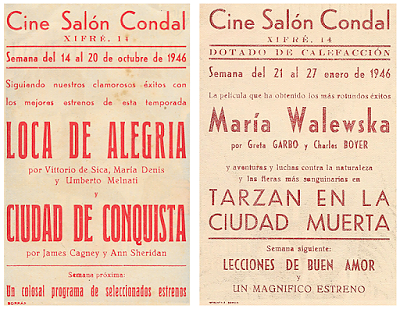 Cine Salón Condal
XIFRÉ, 14
Semana del 14 al 20 de octubre de 1946
Siguiendo nuestros clamorosos éxitos con
los mejores estrenos de esta temporada
LOCA DE ALEGRIA
por Vittorio de Sica, María Denis
y Umberto Melnati
y
CIUDAD DE CONQUISTA
por James Cagney y Ann Sheridan
Semana próxima:
Un colosal programa de seleccionados estrenos
Cine Salón Condal
XIFRÉ, 14
DOTADO DE CALEFACCIÓN
Semana del 21 al 27 enero de 1946
La película que ha obtenido los más rotundos éxitos
María Walewska
por Greta GARBO y Charles BOYER
y aventuras y luchas contra la naturaleza
y las fieras más sanguinarias en
TARZAN EN LA
CIUDAD MUERTA
Semana siguiente:
LECCIONES DE BUEN AMOR
y
UN MAGNIFICO ESTRENO